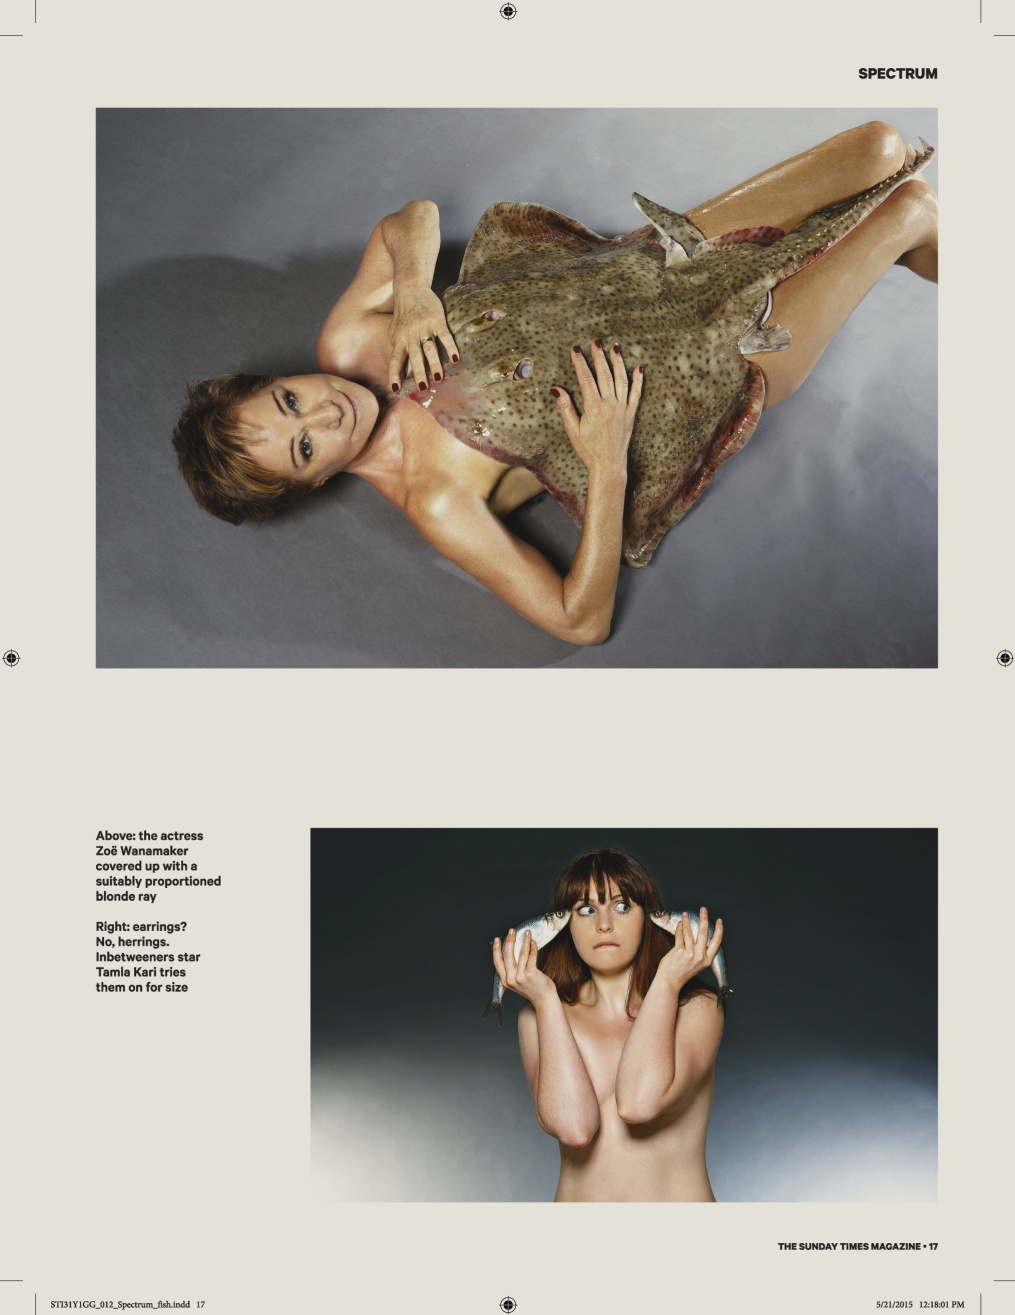 SPECTRUM
Above: the actress
Zoë Wanamaker
covered up with a
suitably proportioned
blonde ray
Right: earrings?
No, herrings.
Inbetweeners star
Tamla Kari tries
them on for size
THE SUNDAY TIMES MAGAZINE • 17
STI31Y1GG_012_Spectrum_fish.indd 17
5/21/2015 12:18:01 PM